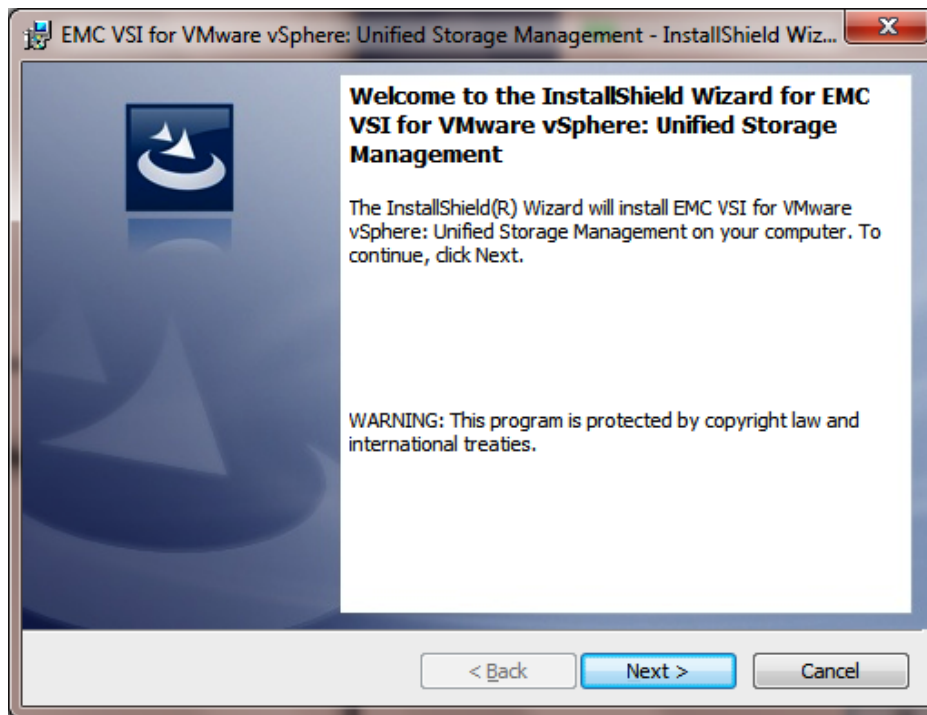 EMC VSI for VMware vSphere: Unified Storage Management - InstallShield Wiz...
Welcome to the InstallShield Wizard for EMC
VSI for VMware vSphere: Unified Storage
Management
The InstallShield(R) Wizard will install EMC VSI for VMware
vSphere: Unified Storage Management on your computer. To
continue, click Next.
WARNING: This program is protected by copyright law and
international treaties.
< Back
Next >
Cancel